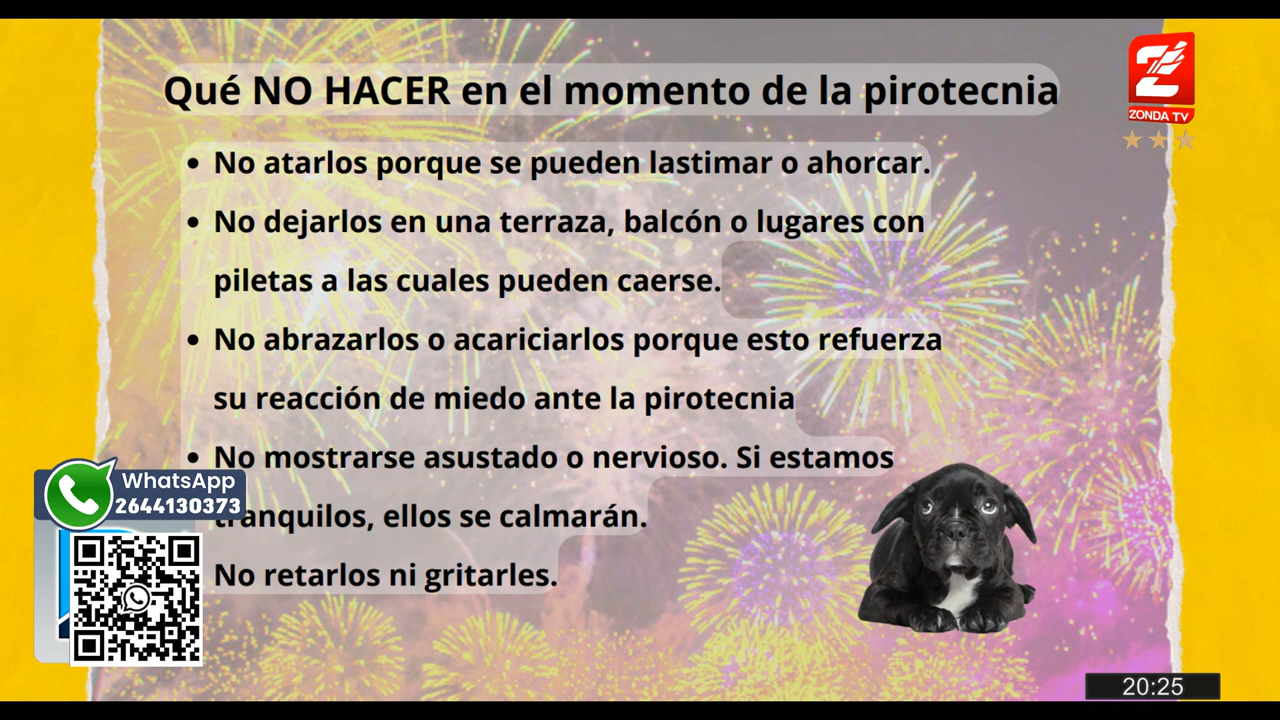 Qué NO HACER en el momento de la pirotecnia
ZONDA TV
• No atarlos porque se pueden lastimar o ahorcar.
• No dejarlos en una terraza, balcón o lugares con
piletas a las cuales pueden caerse.
• No abrazarlos o acariciarlos porque esto refuerza
su reacción de miedo ante la pirotecnia
• No mostrarse asustado o nervioso. Si estamos
tranquilos, ellos se calmarán.
No retarlos ni gritarles.
WhatsApp
2644130373
20:25